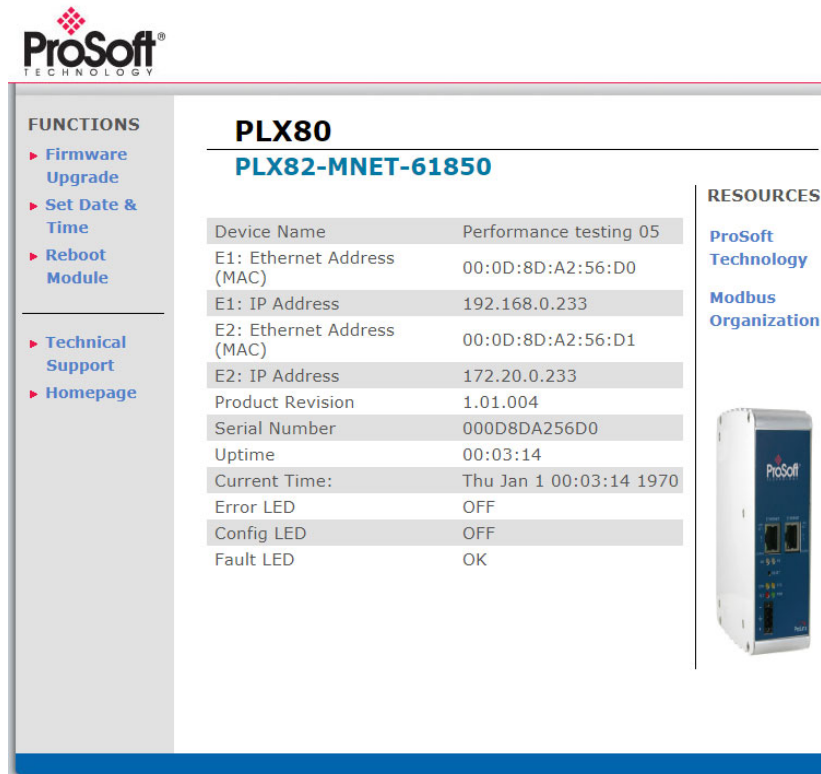 ProSoft®
TECHNOLOGY
FUNCTIONS
Firmware
Upgrade
Set Date &
Time
Reboot
Module
Technical
Support
Homepage
PLX80
PLX82-MNET-61850
Device Name Performance testing 05
E1: Ethernet Address
(MAC) 00:0D:8D:A2:56:D0
E1: IP Address 192.168.0.233
E2: Ethernet Address
(MAC) 00:0D:8D:A2:56:D1
E2: IP Address 172.20.0.233
Product Revision 1.01.004
Serial Number 000D8DA256D0
Uptime 00:03:14
Current Time: Thu Jan 1 00:03:14 1970
Error LED OFF
Config LED OFF
Fault LED OK
RESOURCES
ProSoft
Technology
Modbus
Organization
ProSoft